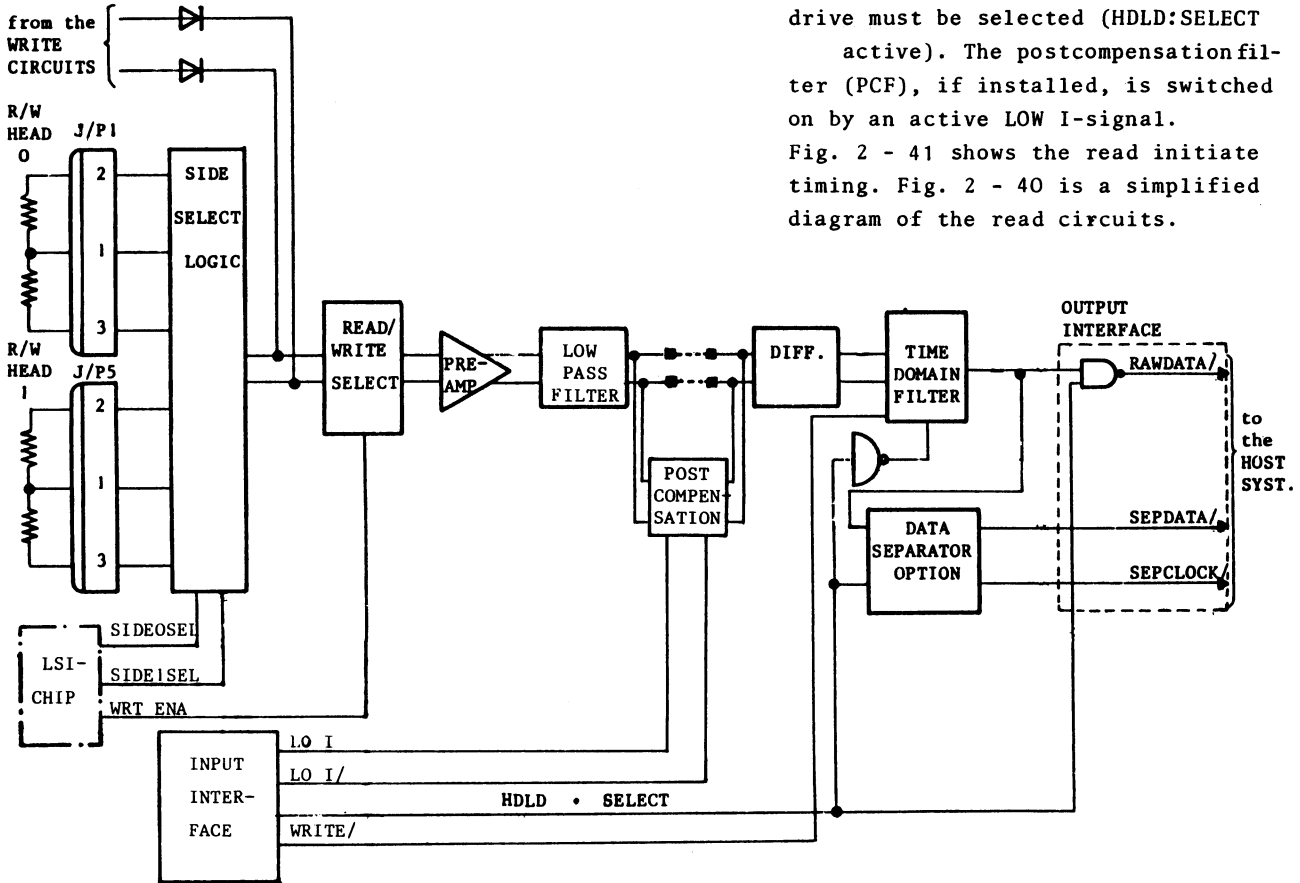 from the
WRITE
CIRCUITS
drive must be selected (HDLD:SELECT
active). The postcompensation fil-
ter (PCF), if installed, is switched
on by an active LOW I-signal.
Fig. 2 - 41 shows the read initiate
timing. Fig. 2 - 40 is a simplified
diagram of the read circuits.
R/W
HEAD
0
J/P1
2
1
3
SIDE
SELECT
LOGIC
R/W
HEAD
1
J/P5
2
1
3
READ/
WRITE
SELECT
PRE-
AMP
LOW
PASS
FILTER
POST
COMPEN-
SATION
DIFF.
TIME
DOMAIN
FILTER
DATA
SEPARATOR
OPTION
OUTPUT
INTERFACE
RAWDATA/
SEPDATA/
SEPCLOCK/
to
the
HOST
SYST.
LSI-
CHIP
SIDE0SEL
SIDE1SEL
WRT ENA
INPUT
INTER-
FACE
LO I
LO I/
HDLD • SELECT
WRITE/